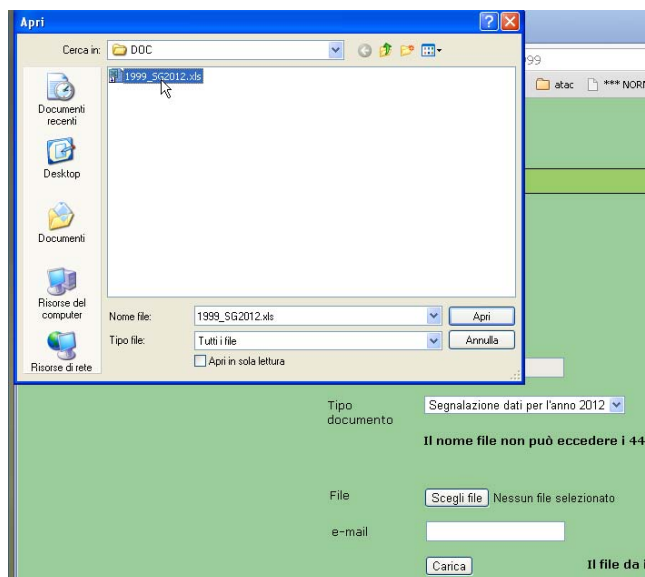 Apri
Cerca in: DOC
99
atac *** NORM
1999_SG2012.xls
Documenti
recenti
Desktop
Documenti
Risorse del
computer
Risorse di rete
Nome file: 1999_SG2012.xls Apri
Tipo file: Tutti i file Annulla
Apri in sola lettura
Tipo
documento
Segnalazione dati per l'anno 2012
Il nome file non può eccedere i 44
File Scegli file Nessun file selezionato
e-mail
Carica Il file da i